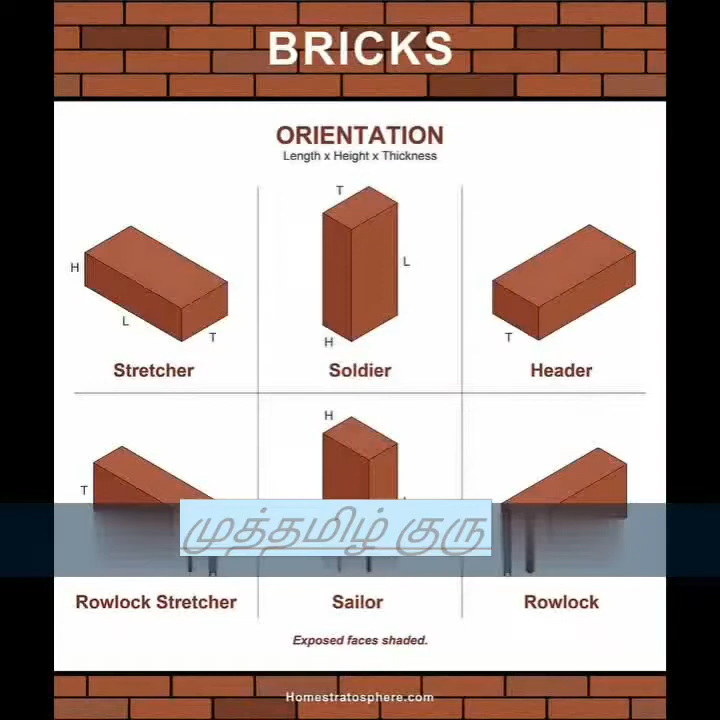 BRICKS
ORIENTATION
Length x Height x Thickness
H
L
T
Stretcher
T
L
H
Soldier
T
Header
T
Rowlock Stretcher
H
Sailor
Rowlock
முத்தமிழ் குரு
Exposed faces shaded.
Homestratosphere.com